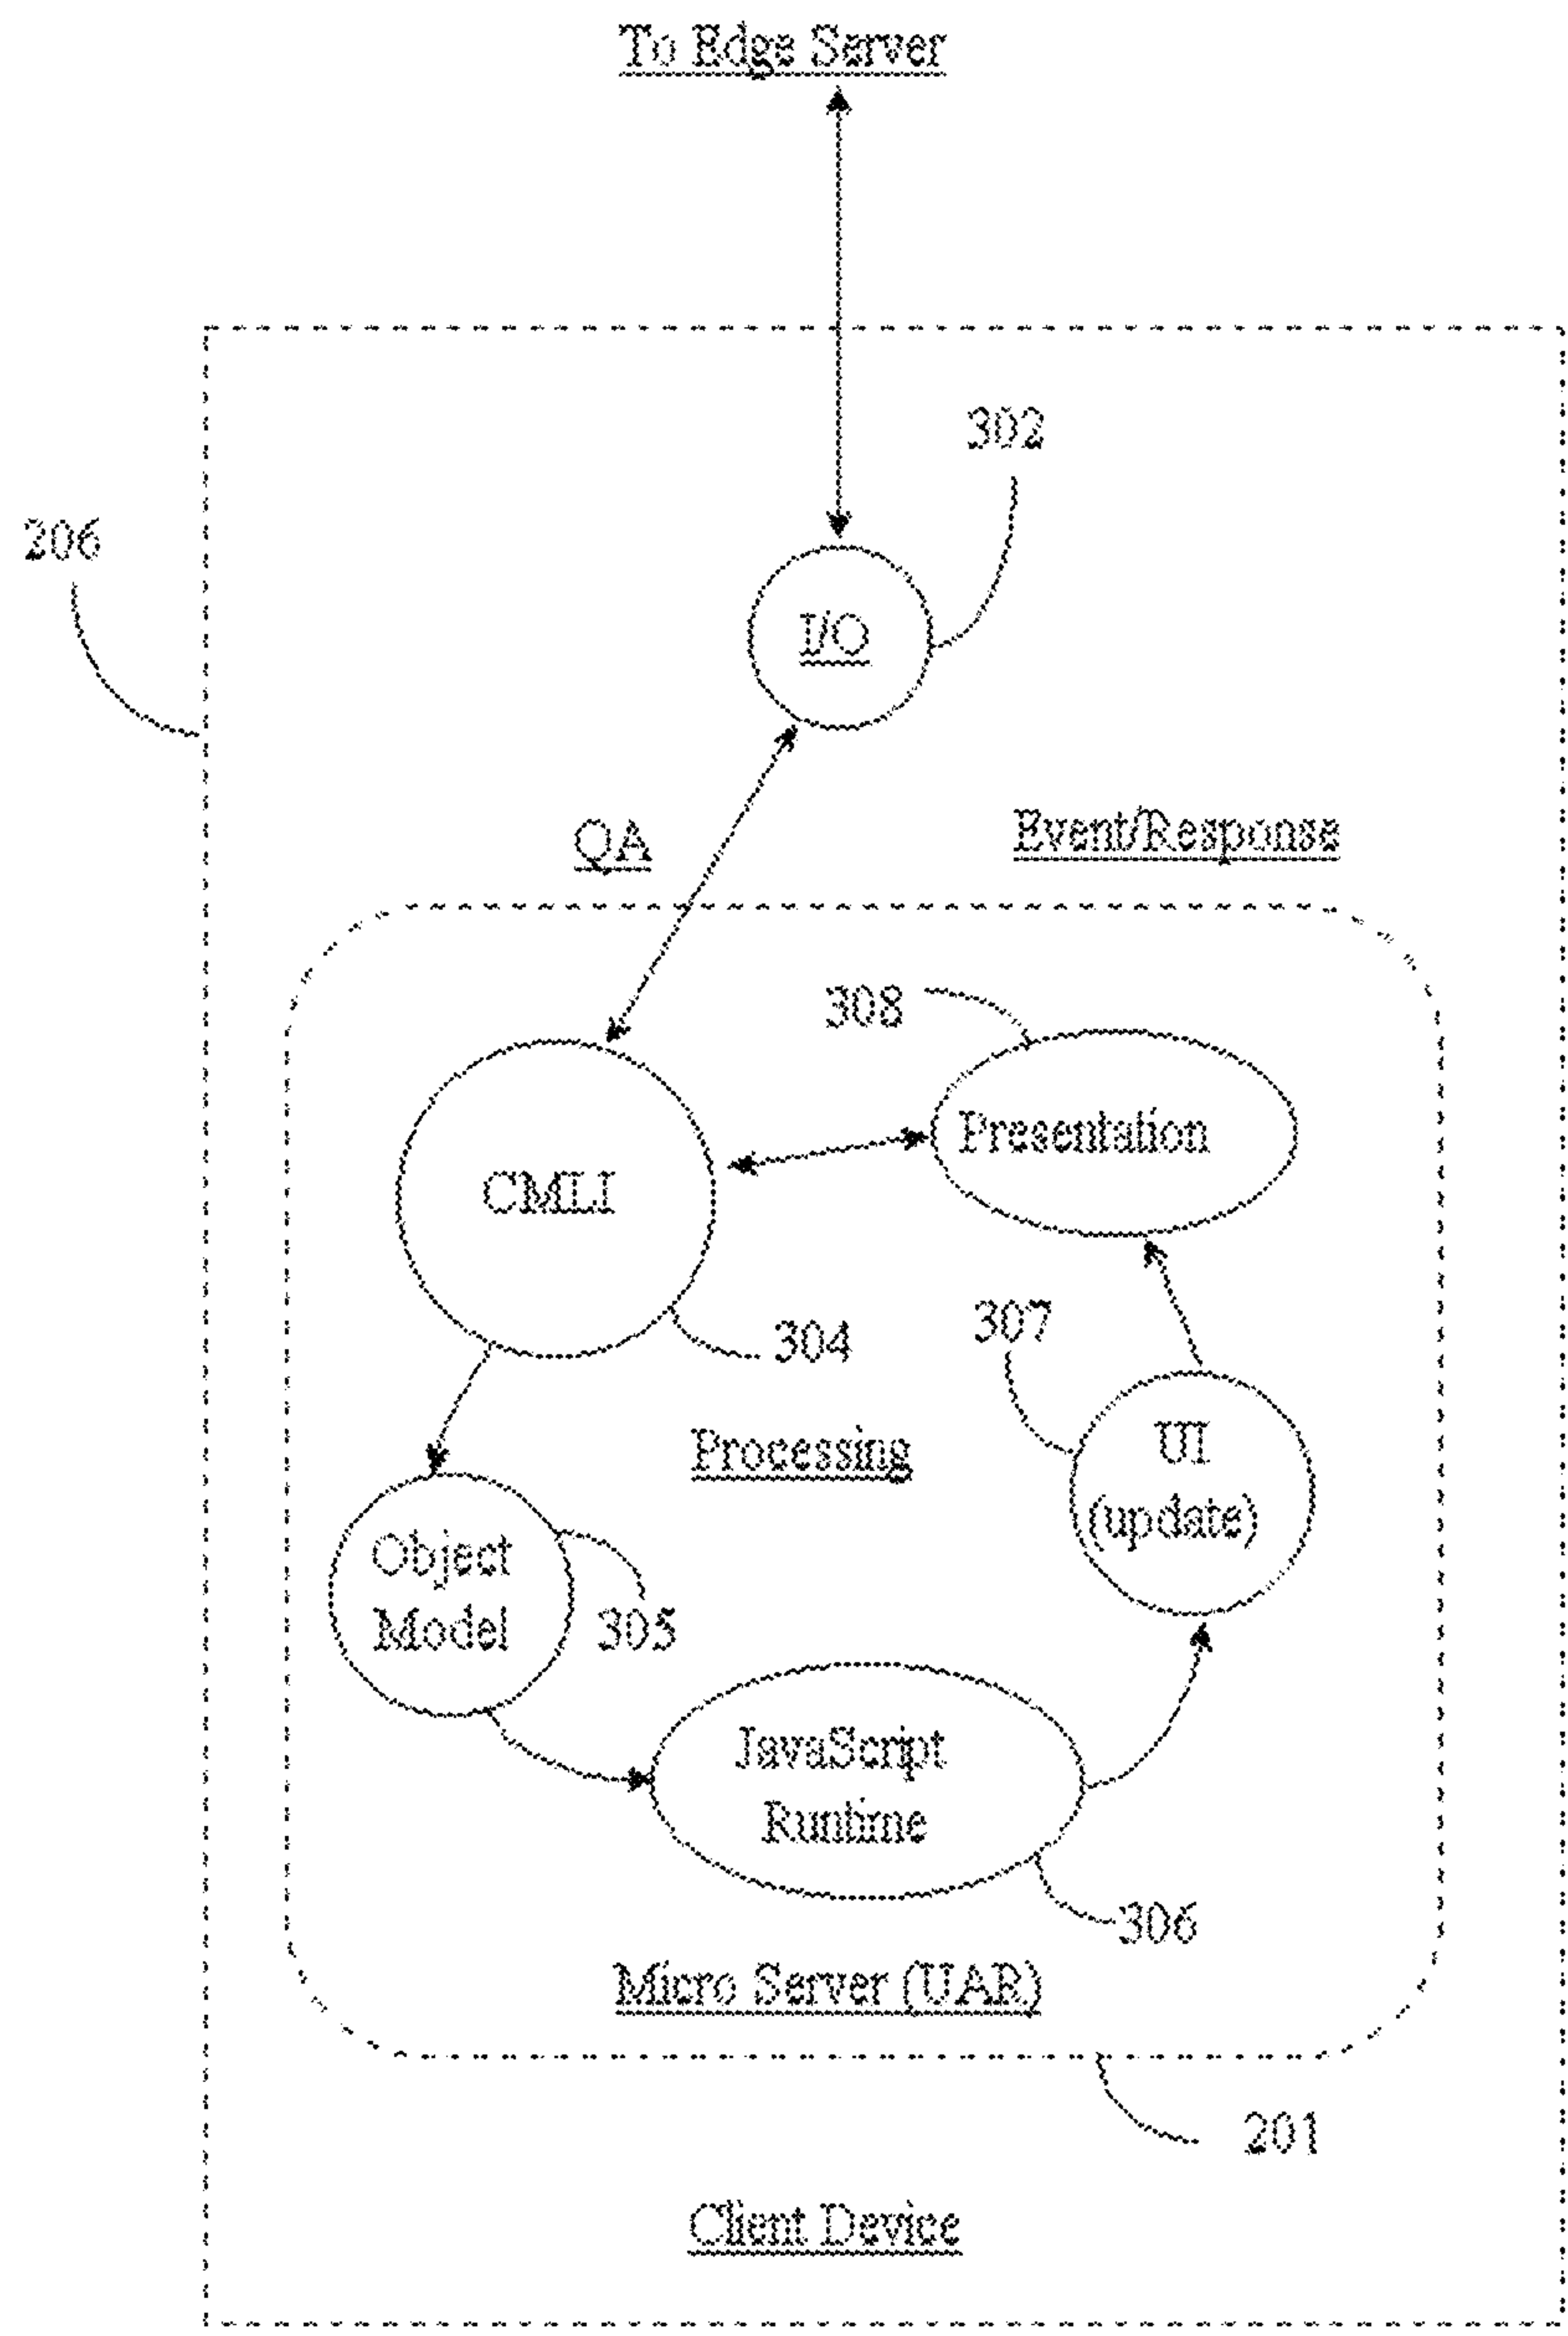 To Edge Server
302
206
I/O
QA
Event/Response
308
Presentation
CMLI
304
307
Processing
UI
(update)
Object
Model
305
JavaScript
Runtime
306
Micro Server (UAR)
201
Client Device